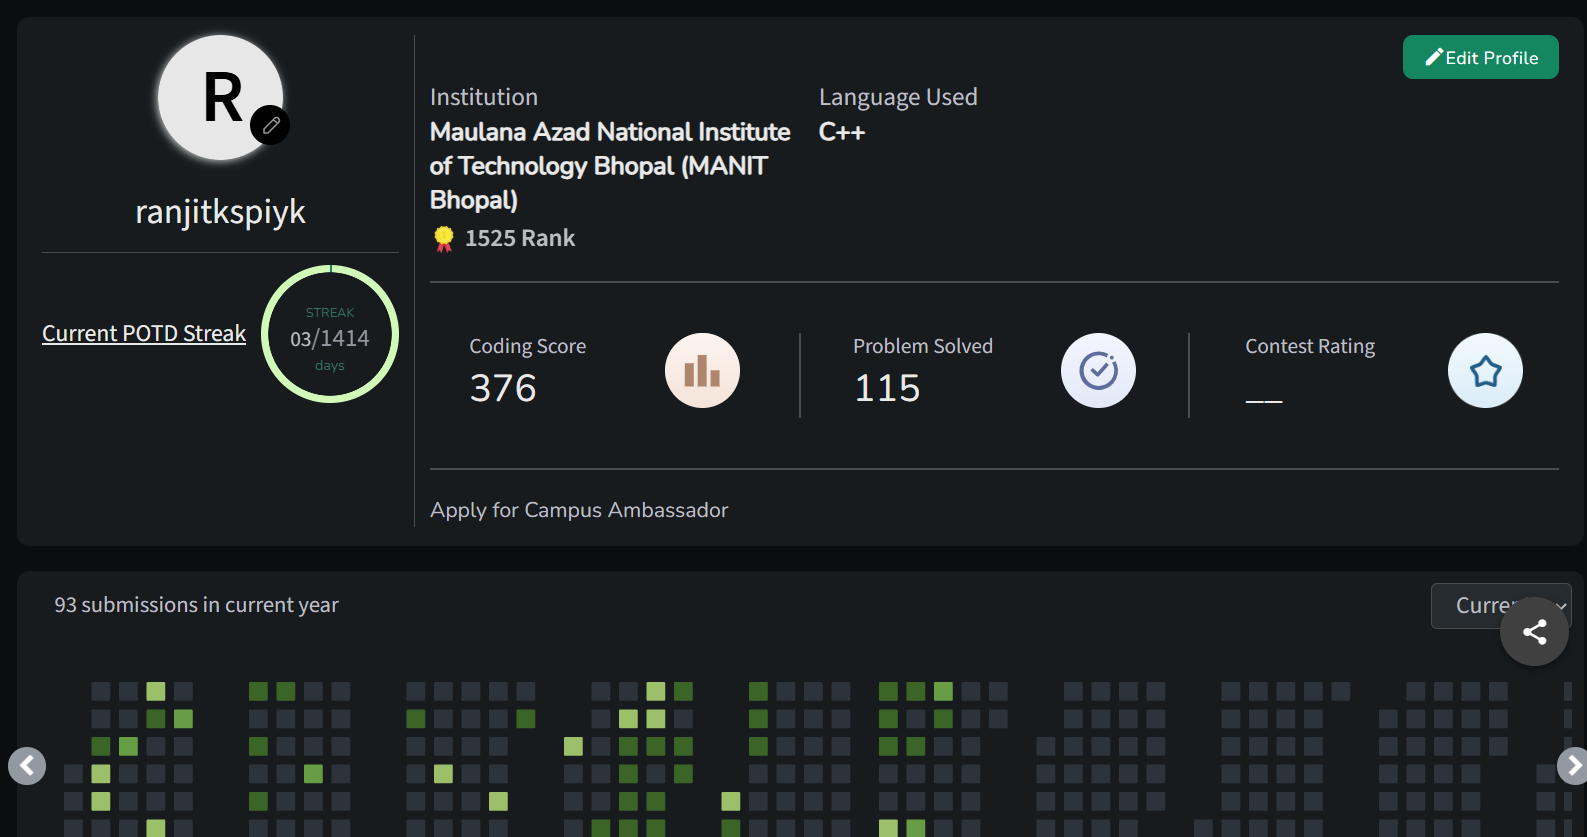 R
ranjitkspiyk
Current POTD Streak
STREAK
03/1414
days
Edit Profile
Institution
Maulana Azad National Institute
of Technology Bhopal (MANIT
Bhopal)
1525 Rank
Language Used
C++
Coding Score
376
Problem Solved
115
Contest Rating
__
Apply for Campus Ambassador
93 submissions in current year